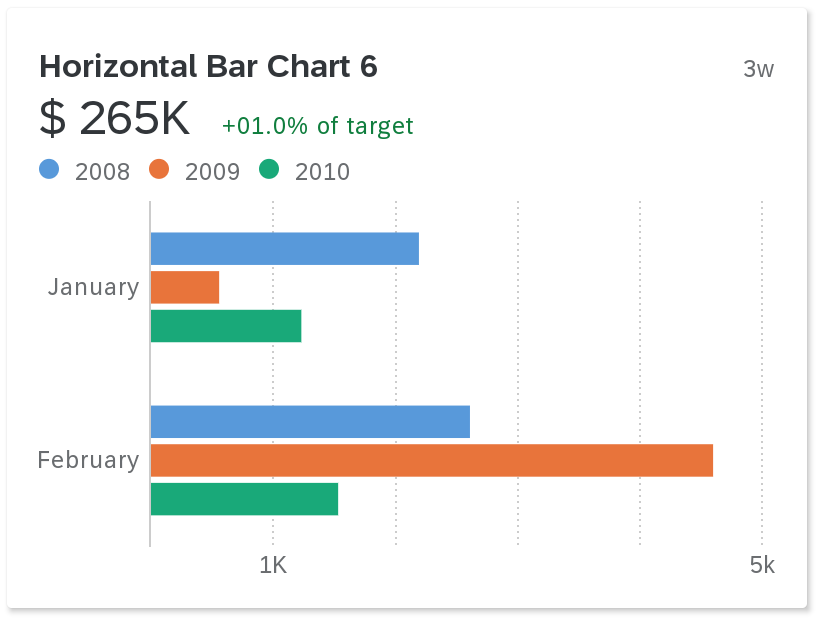 Horizontal Bar Chart 6
3w
$ 265K +01.0% of target
2008 2009 2010
January
February
1K 5k